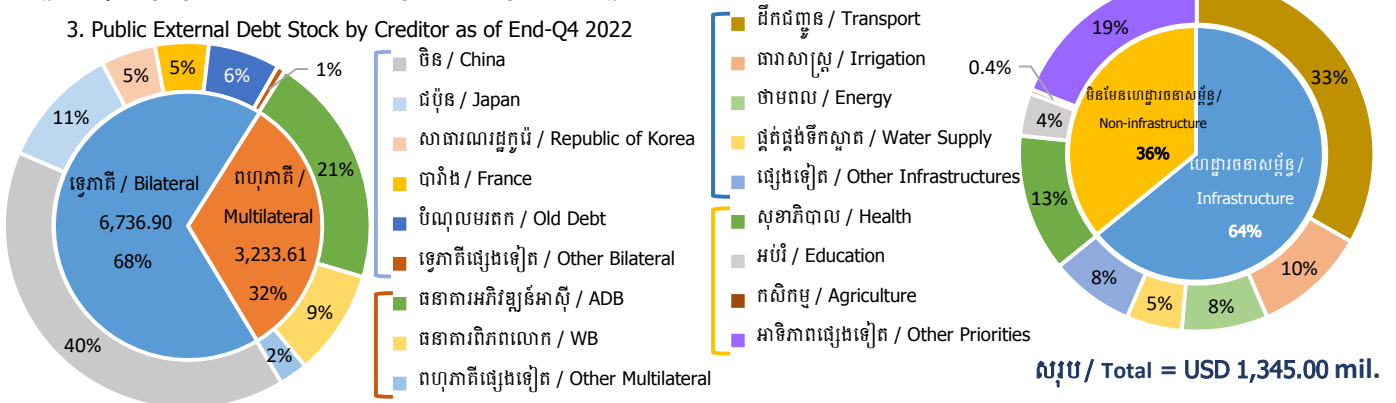 3. Public External Debt Stock by Creditor as of End-Q4 2022
5%
5%
6%
1%
11%
21%
ទ្វេភាគី / Bilateral
6,736.90
68%
ពហុភាគី /
Multilateral
3,233.61
32%
9%
40%
2%
ចិន / China
ជប៉ុន / Japan
សាធារណរដ្ឋកូរ៉េ / Republic of Korea
បារាំង / France
បំណុលមរតក / Old Debt
ទ្វេភាគីផ្សេងទៀត / Other Bilateral
ធនាគារអភិវឌ្ឍន៍អាស៊ី / ADB
ធនាគារពិភពលោក / WB
ពហុភាគីផ្សេងទៀត / Other Multilateral
ដឹកជញ្ជូន / Transport
ធារាសាស្ត្រ / Irrigation
ថាមពល / Energy
ផ្គត់ផ្គង់ទឹកស្អាត / Water Supply
ផ្សេងទៀត / Other Infrastructures
សុខាភិបាល / Health
អប់រំ / Education
កសិកម្ម / Agriculture
អាទិភាពផ្សេងទៀត / Other Priorities
19%
33%
0.4%
4%
មិនមែនហេដ្ឋារចនាសម្ព័ន្ធ/
Non-infrastructure
36%
ហេដ្ឋារចនាសម្ព័ន្ធ/
Infrastructure
64%
13%
10%
8%
5%
8%
សរុប/ Total = USD 1,345.00 mil.